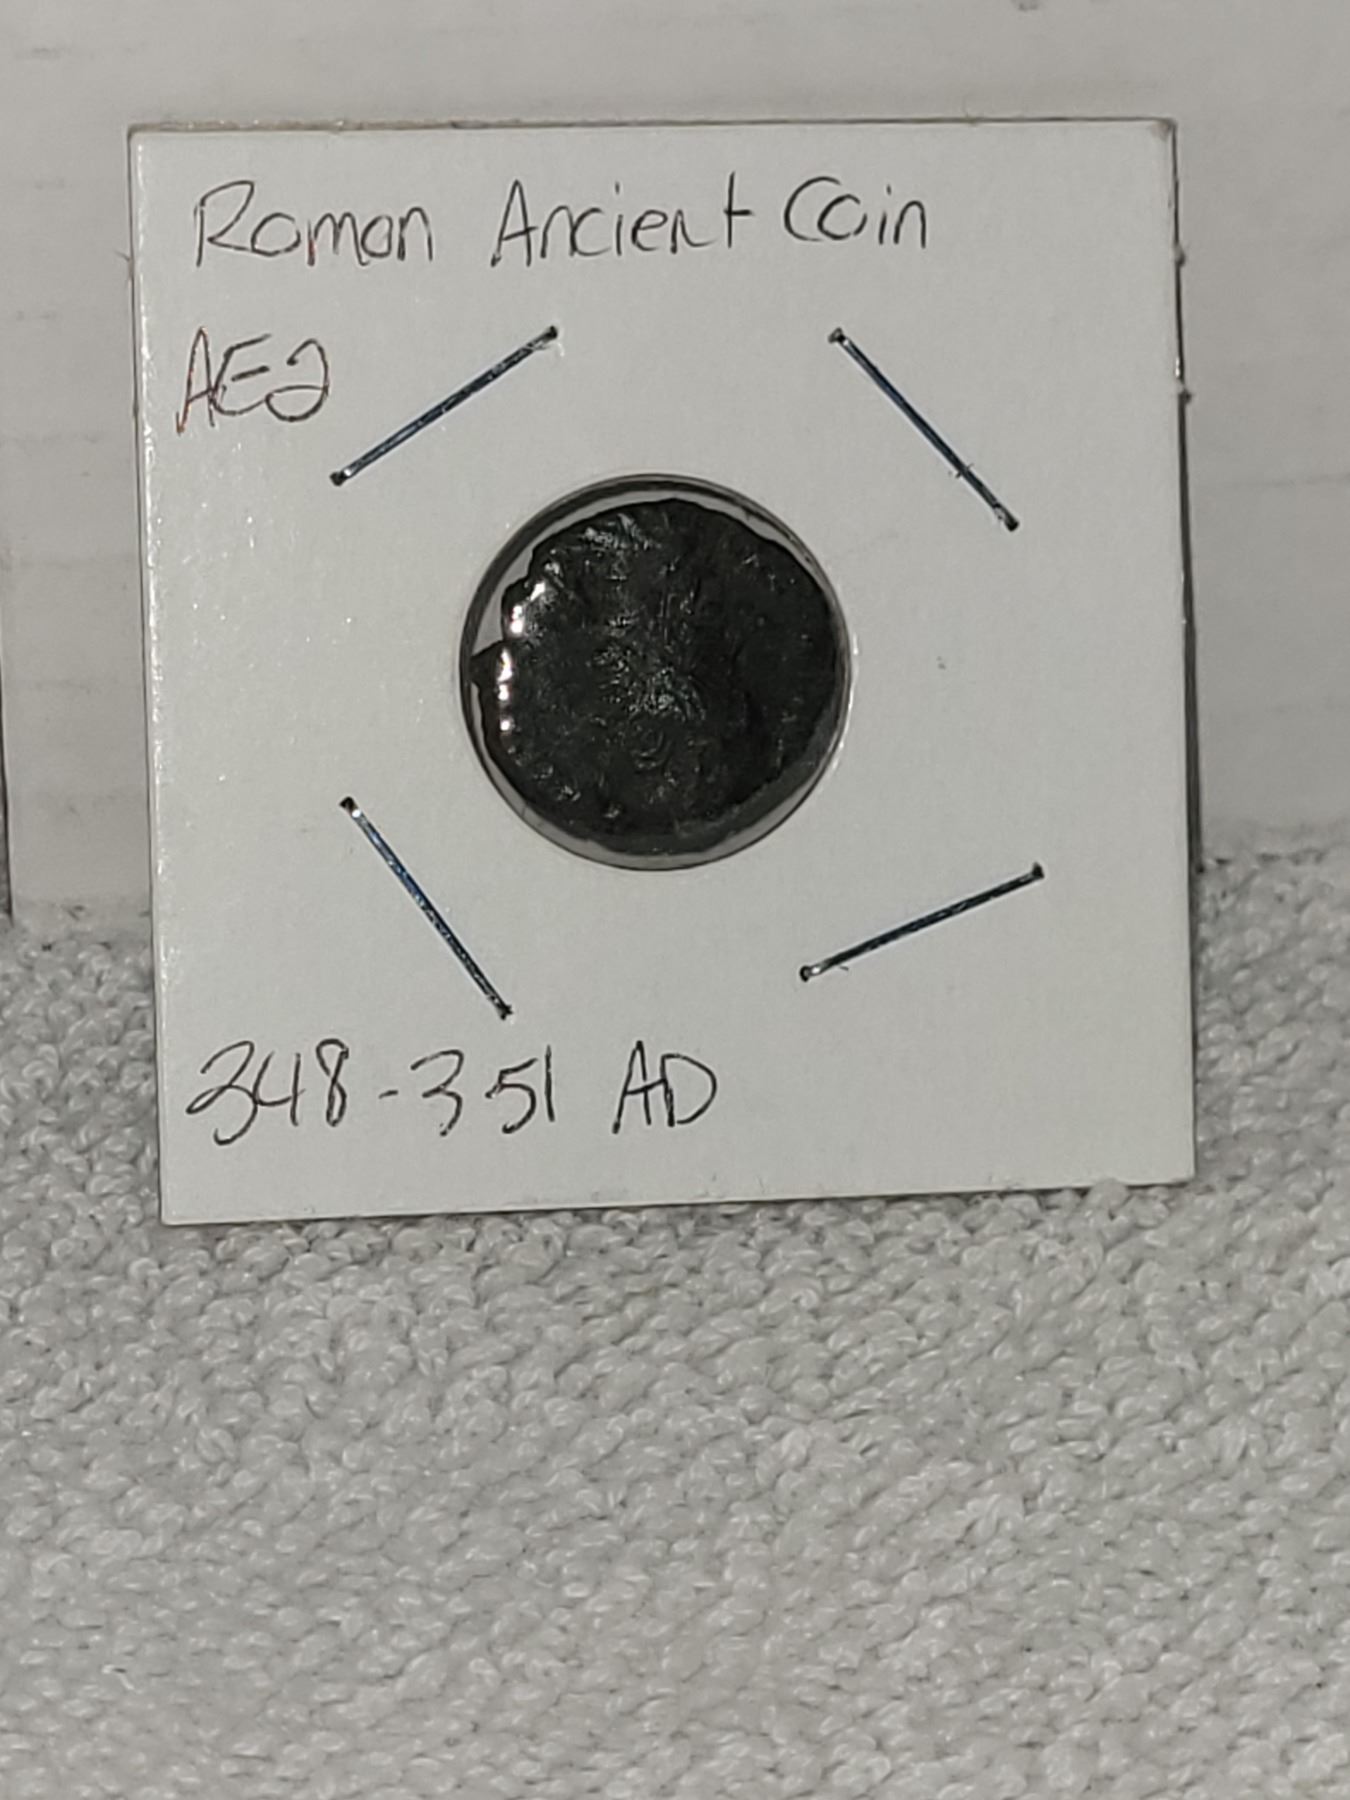 Roman Ancient Coin
AE2
348-351 AD